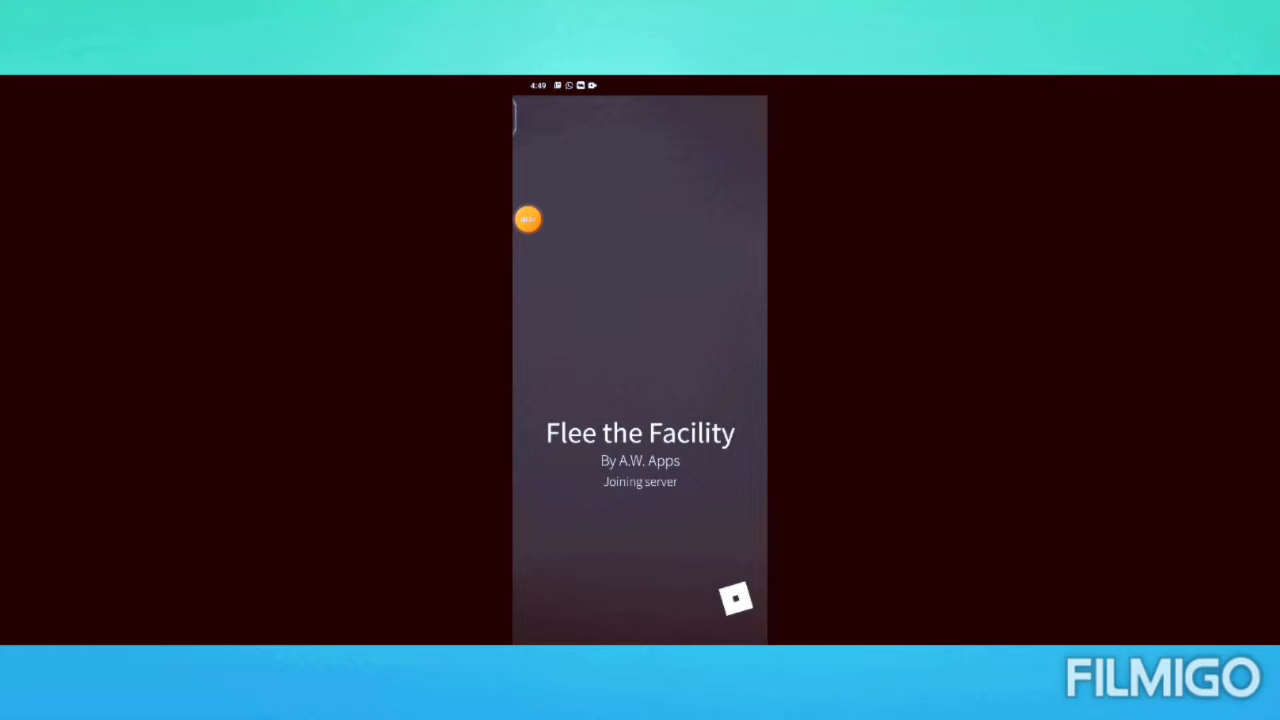 4:49
Flee the Facility
By A.W. Apps
Joining server
FILMIGO